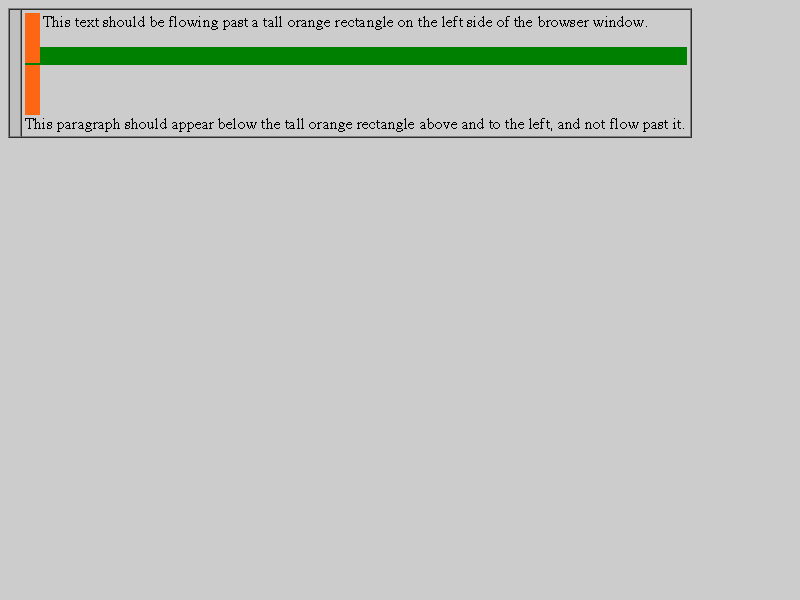 This text should be flowing past a tall orange rectangle on the left side of the browser window.
This paragraph should appear below the tall orange rectangle above and to the left, and not flow past it.